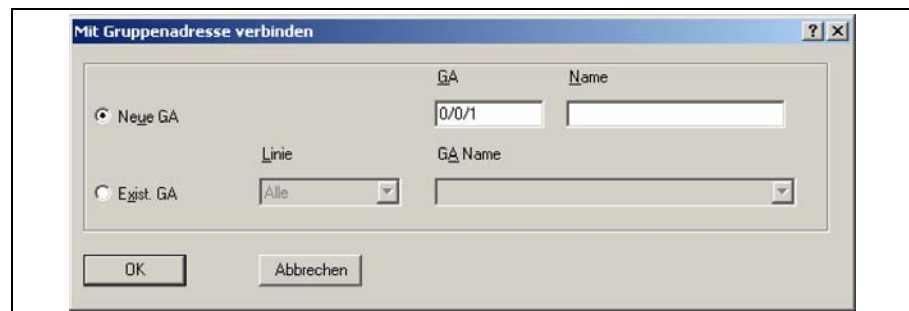 Mit Gruppenadresse verbinden
GA Name
Neue GA 0/0/1
Linie GA Name
Exist. GA Alle
OK Abbrechen